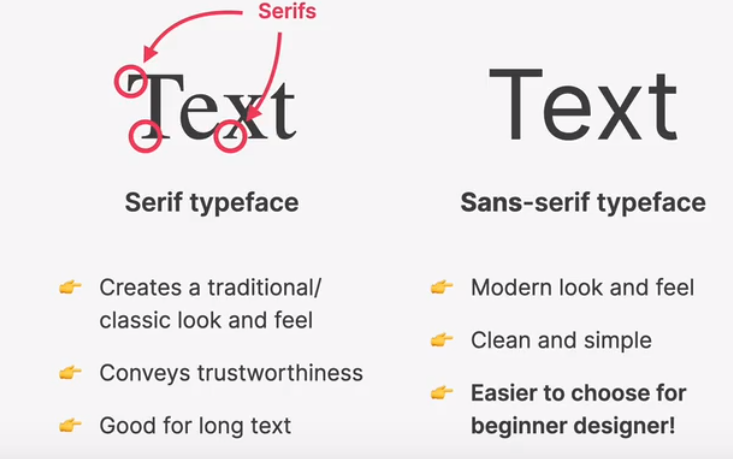 Serifs
Text
Text
Serif typeface
Sans-serif typeface
Creates a traditional/
classic look and feel
Conveys trustworthiness
Good for long text
Modern look and feel
Clean and simple
Easier to choose for
beginner designer!